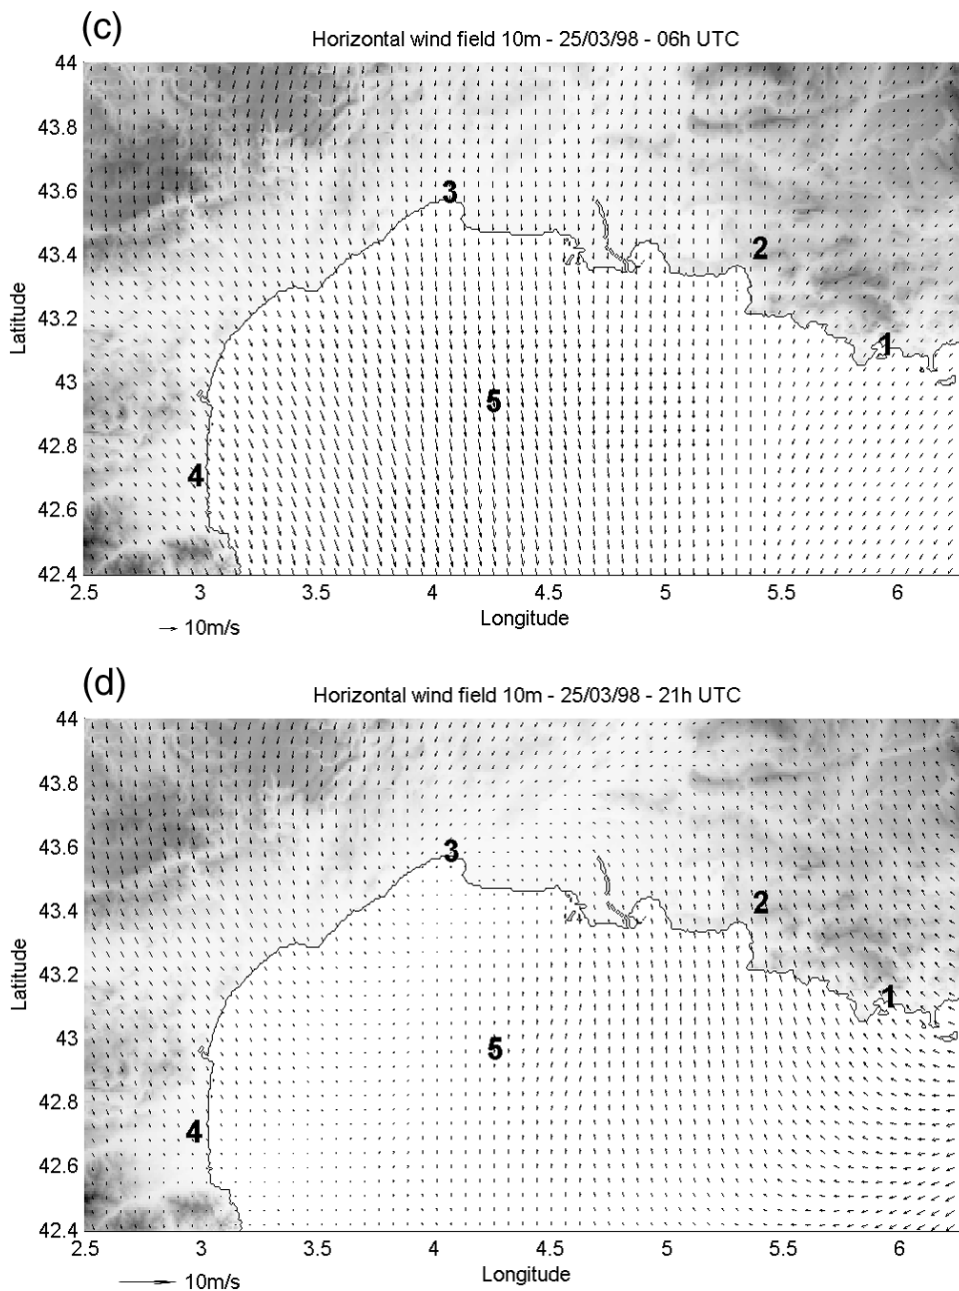 (c)
Horizontal wind field 10m - 25/03/98 - 06h UTC
44
43.8
43.6
43.4
43.2
43
42.8
42.6
42.4
Latitude
3
2
1
5
4
2.5 3 3.5 4 4.5 5 5.5 6
Longitude
10m/s
(d)
Horizontal wind field 10m - 25/03/98 - 21h UTC
44
43.8
43.6
43.4
43.2
43
42.8
42.6
42.4
Latitude
3
2
1
5
4
2.5 3 3.5 4 4.5 5 5.5 6
Longitude
10m/s